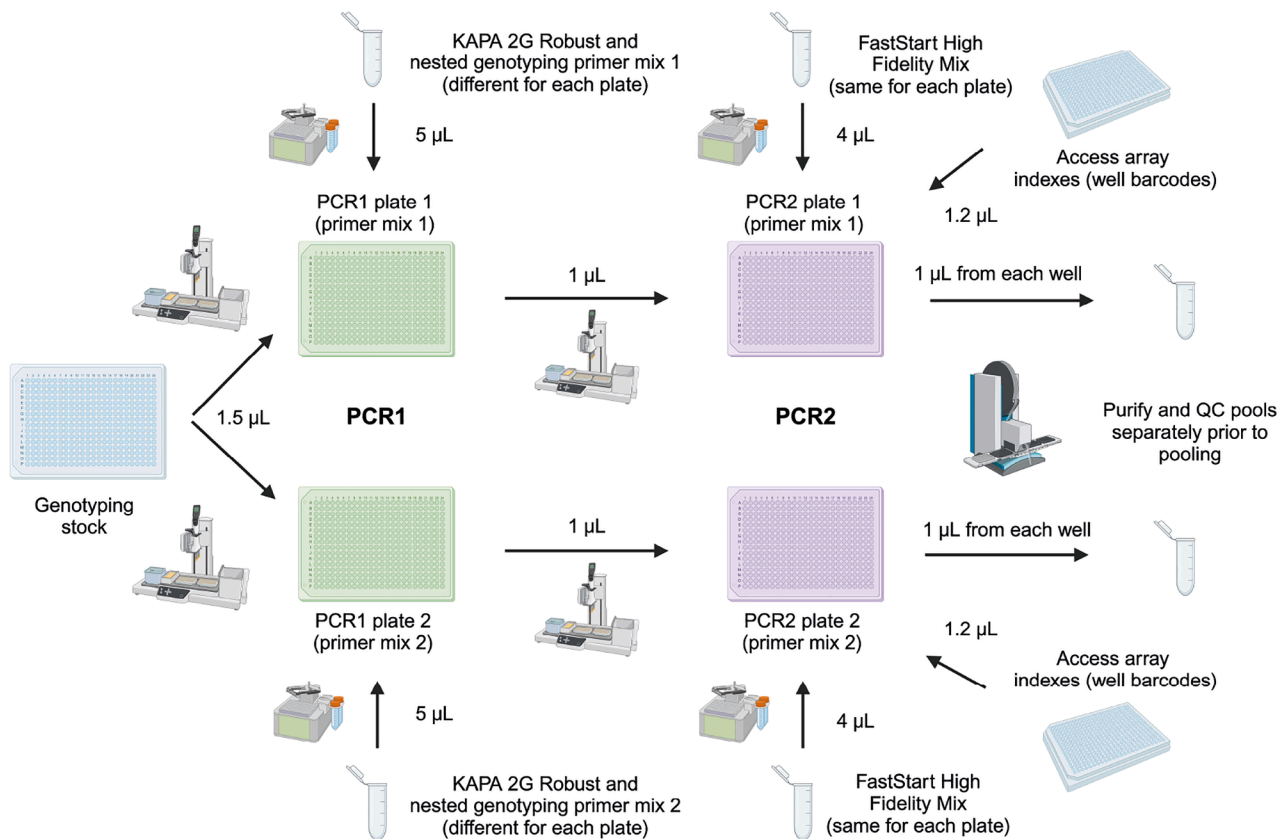 KAPA 2G Robust and
nested genotyping primer mix 1
(different for each plate)
5 µL
FastStart High
Fidelity Mix
(same for each plate)
4 µL
Access array
indexes (well barcodes)
1.2 µL
PCR1 plate 1
(primer mix 1)
PCR2 plate 1
(primer mix 1)
1 µL
1 µL from each well
1.5 µL
PCR1
PCR2
Purify and QC pools
separately prior to
pooling
Genotyping
stock
1 µL
1 µL from each well
PCR1 plate 2
(primer mix 2)
PCR2 plate 2
(primer mix 2)
1.2 µL
Access array
indexes (well barcodes)
5 µL
4 µL
KAPA 2G Robust and
nested genotyping primer mix 2
(different for each plate)
FastStart High
Fidelity Mix
(same for each plate)